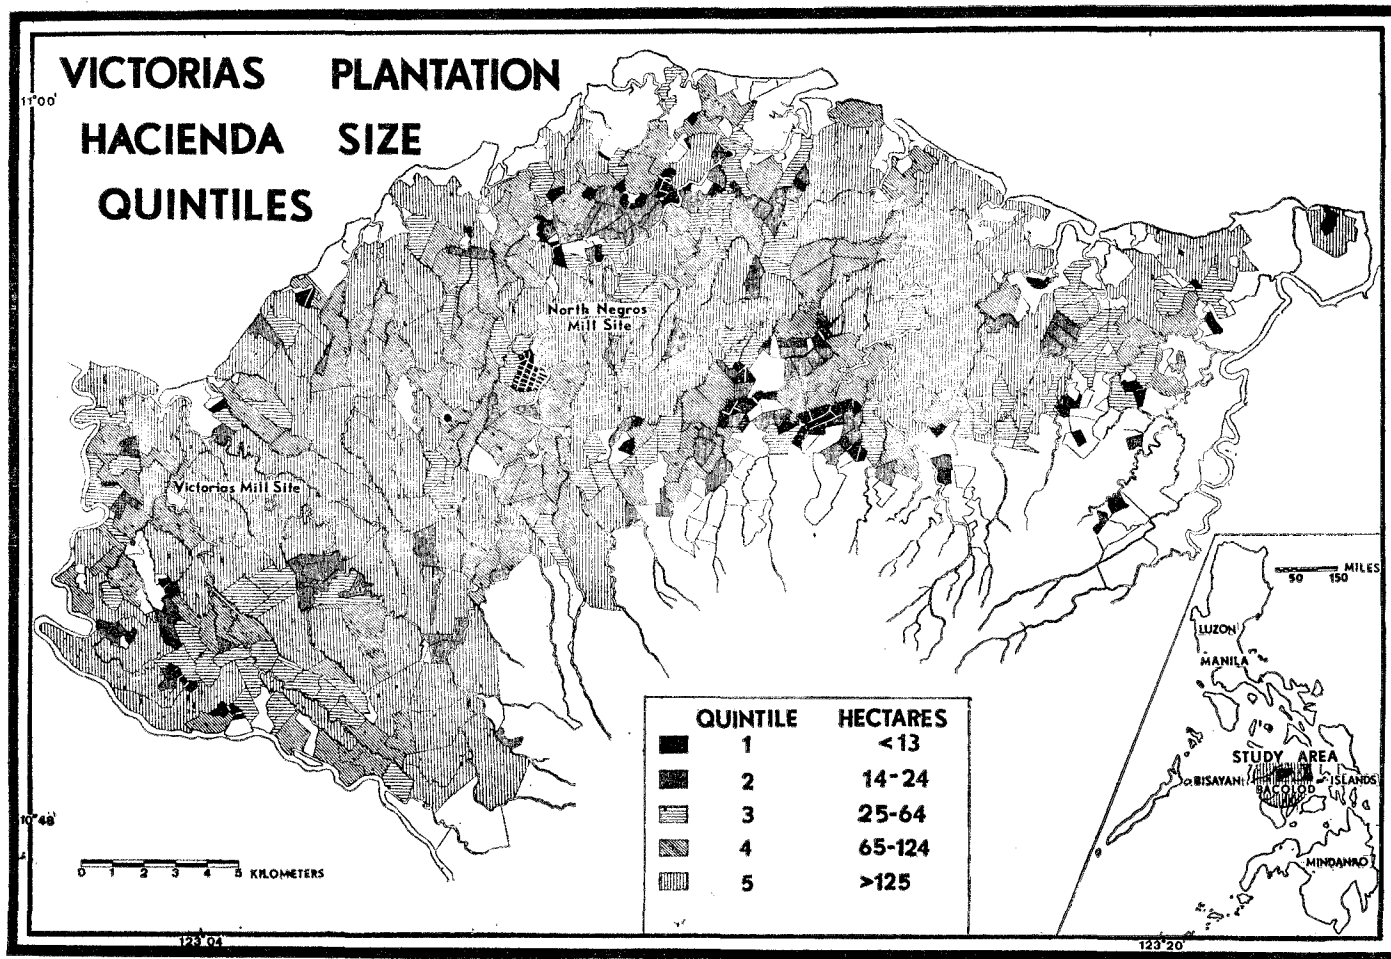 VICTORIAS PLANTATION
HACIENDA SIZE
QUINTILES
11°00'
North Negros
Mill Site
Victorias Mill Site
10°48'
0 1 2 3 4 5 KILOMETERS
123°04'
QUINTILE HECTARES
1 <13
2 14-24
3 25-64
4 65-124
5 >125
50 150 MILES
LUZON
MANILA
STUDY AREA
BISAYAN ISLANDS
BACOLOD
MINDANAO
123°20'